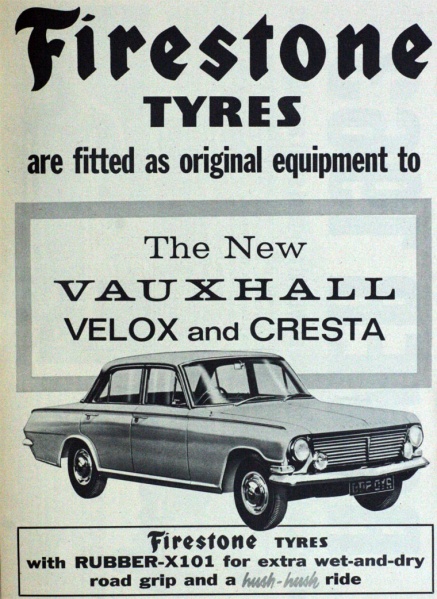 Firestone
TYRES
are fitted as original equipment to
The New
VAUXHALL
VELOX and CRESTA
Firestone TYRES
with RUBBER-X101 for extra wet-and-dry
road grip and a hush-hush ride